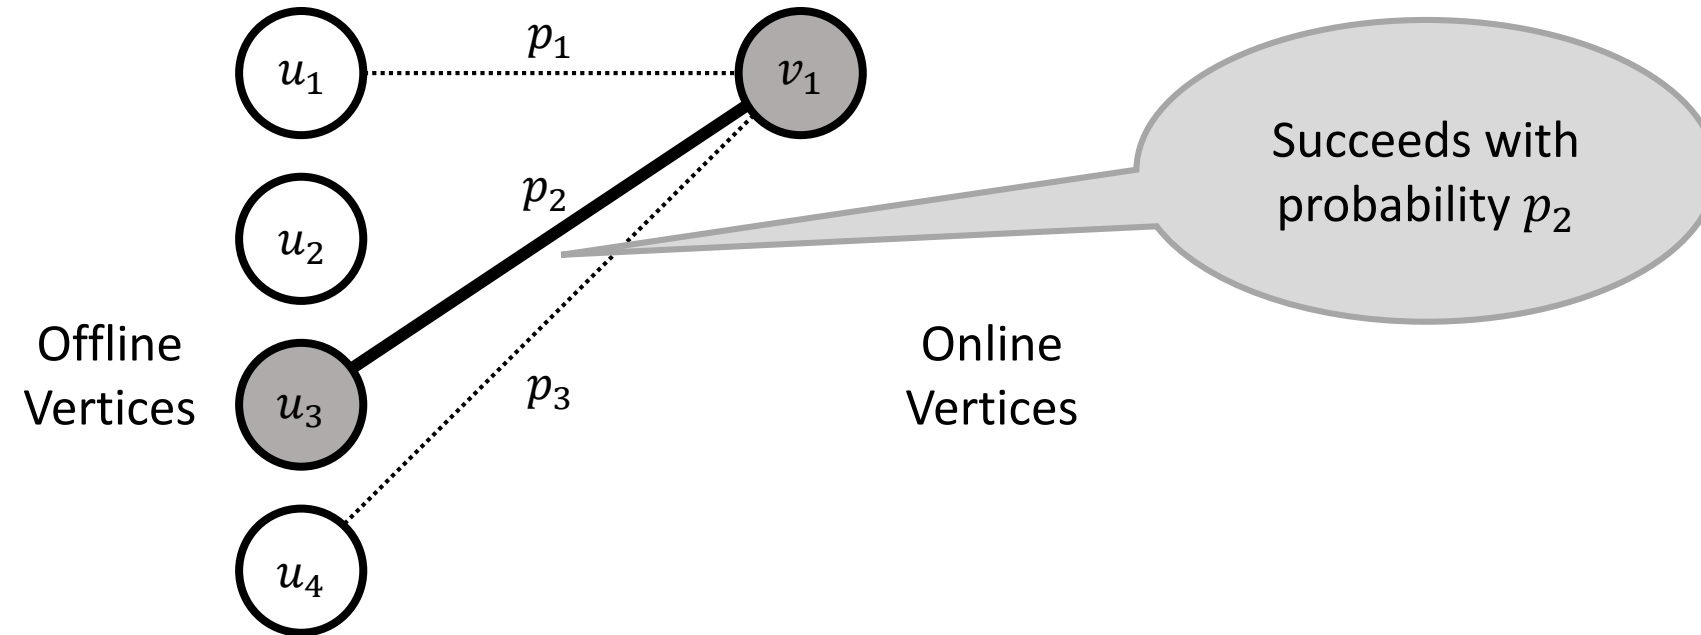 u₁
p₁
v₁
Succeeds with
probability p₂
p₂
u₂
Offline
Vertices
Online
Vertices
p₃
u₃
u₄